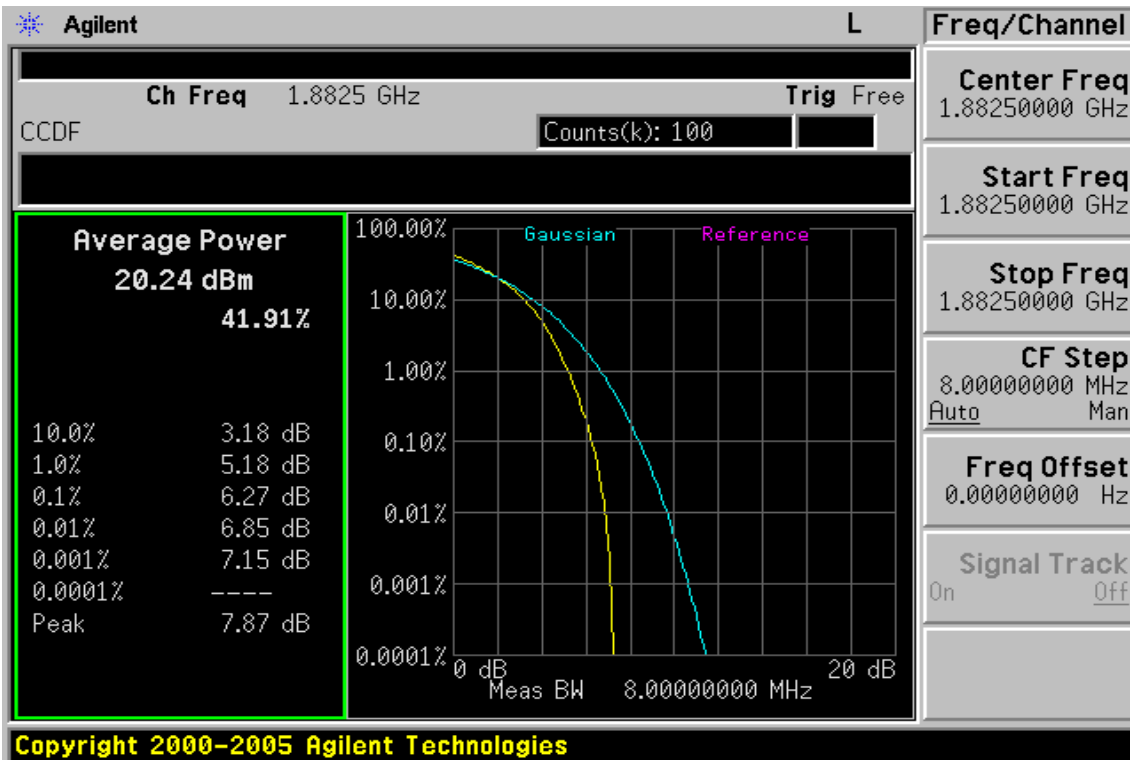 Agilent
L
Freq/Channel
Ch Freq 1.8825 GHz
Trig Free
CCDF
Counts(k): 100
Average Power
20.24 dBm
41.91%
10.0% 3.18 dB
1.0% 5.18 dB
0.1% 6.27 dB
0.01% 6.85 dB
0.001% 7.15 dB
0.0001% ----
Peak 7.87 dB
Gaussian
Reference
100.00%
10.00%
1.00%
0.10%
0.01%
0.001%
0.0001%
0 dB
20 dB
Meas BW 8.00000000 MHz
Center Freq
1.88250000 GHz
Start Freq
1.88250000 GHz
Stop Freq
1.88250000 GHz
CF Step
8.00000000 MHz
Auto Man
Freq Offset
0.00000000 Hz
Signal Track
On Off
Copyright 2000-2005 Agilent Technologies